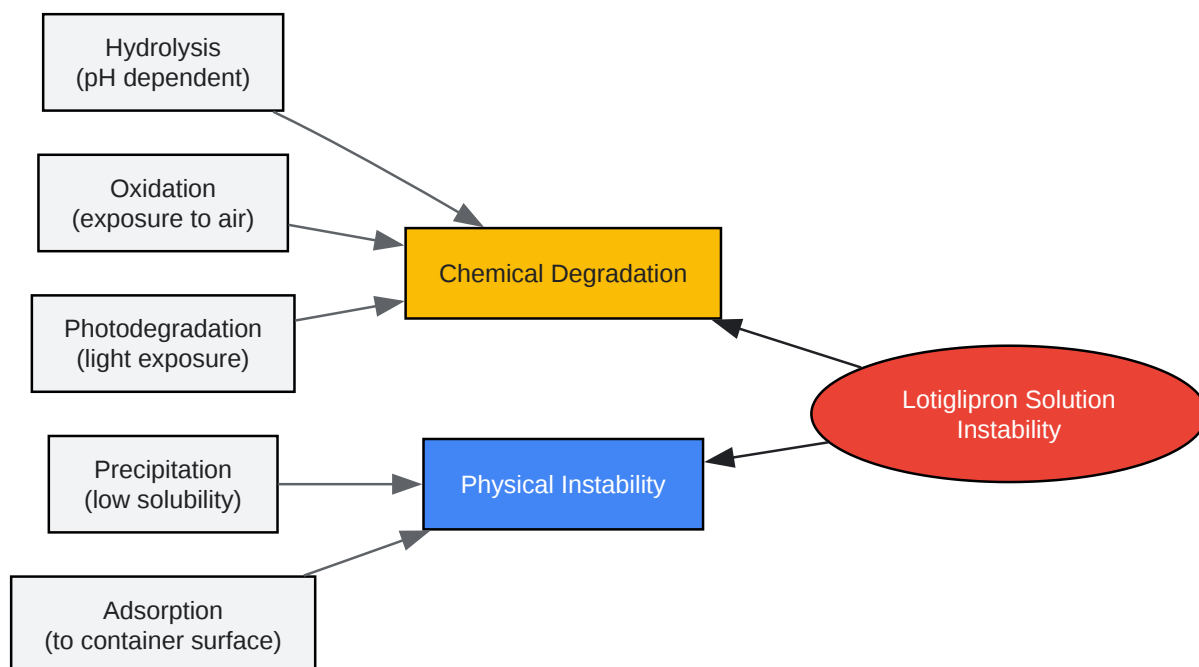 Hydrolysis
(pH dependent)
Oxidation
(exposure to air)
Photodegradation
(light exposure)
Precipitation
(low solubility)
Adsorption
(to container surface)
Chemical Degradation
Physical Instability
Lotiglipron Solution
Instability